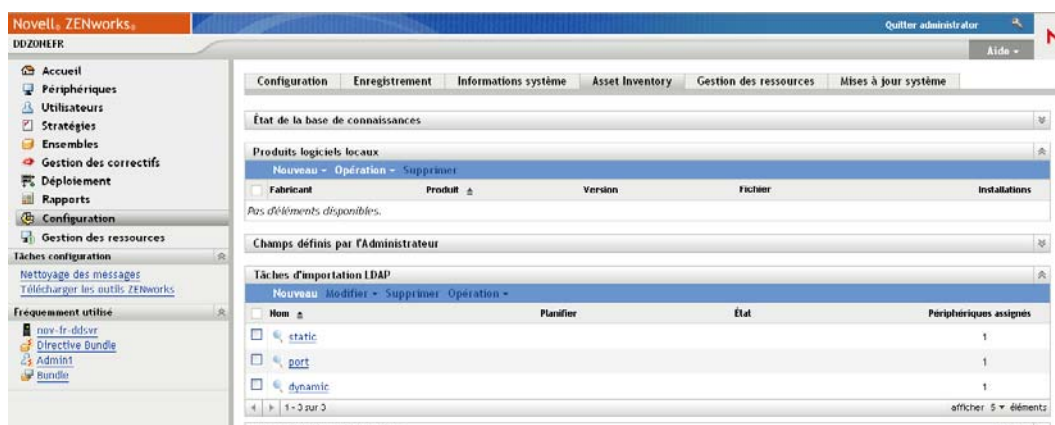 Novell® ZENworks®
Quitter administrator
DDZONEFR
Aide
Accueil
Périphériques
Utilisateurs
Stratégies
Ensembles
Gestion des correctifs
Déploiement
Rapports
Configuration
Gestion des ressources
Tâches configuration
Nettoyage des messages
Télécharger les outils ZENworks
Fréquemment utilisé
nov-fr-ddsvr
Directive Bundle
Admin1
Bundle
Configuration Enregistrement Informations système Asset Inventory Gestion des ressources Mises à jour système
État de la base de connaissances
Produits logiciels locaux
Nouveau Opération Supprimer
Fabricant Produit Version Fichier Installations
Pas d'éléments disponibles.
Champs définis par l'Administrateur
Tâches d'importation LDAP
Nouveau Modifier Supprimer Opération
Nom Planifier État Périphériques assignés
static 1
port 1
dynamic 1
1 - 3 sur 3 afficher 5 éléments